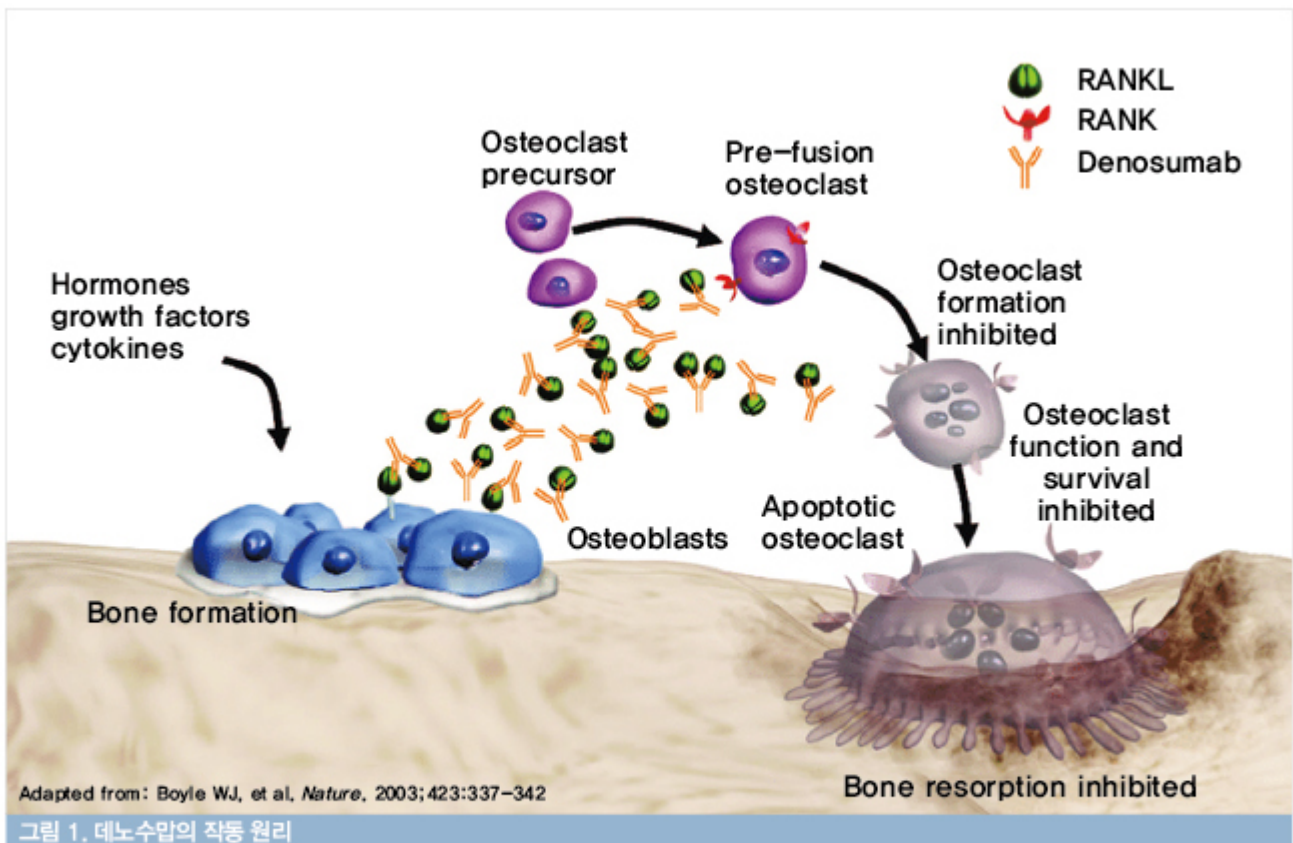 RANKL
RANK
Denosumab
Osteoclast
precursor
Pre-fusion
osteoclast
Hormones
growth factors
cytokines
Osteoclast
formation
inhibited
Osteoclast
function and
survival
inhibited
Apoptotic
osteoclast
Osteoblasts
Bone formation
Bone resorption inhibited
Adapted from: Boyle WJ, et al, Nature, 2003;423:337-342
그림 1. 데노수맙의 작동 원리